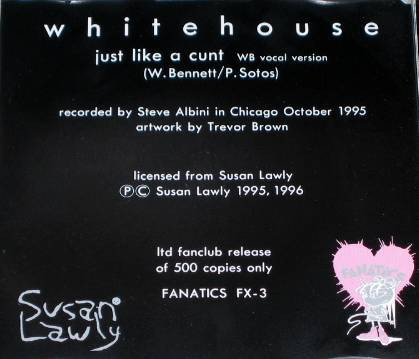 whitehouse
just like a cunt WB vocal version
(W. Bennett/P. Sotos)
recorded by Steve Albini in Chicago October 1995
artwork by Trevor Brown
licensed from Susan Lawly
ⓅⒸ Susan Lawly 1995, 1996
ltd fanclub release
of 500 copies only
FANATICS FX-3
Susan
Lawly
FANATICS